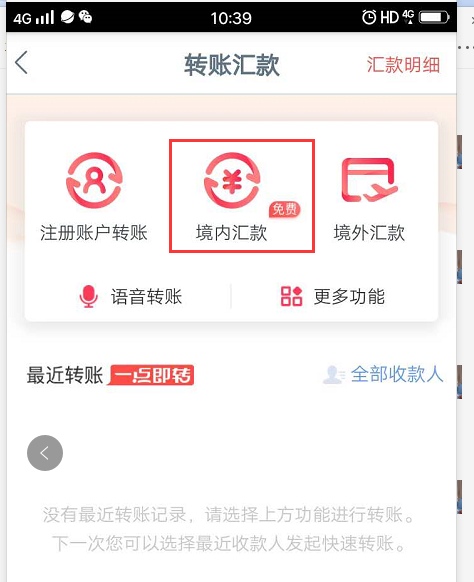 4G 10:39 HD 4G
转账汇款 汇款明细
免费
注册账户转账 境内汇款 境外汇款
语音转账 更多功能
最近转账 一点即转 全部收款人
没有最近转账记录，请选择上方功能进行转账。
下一次您可以选择最近收款人发起快速转账。